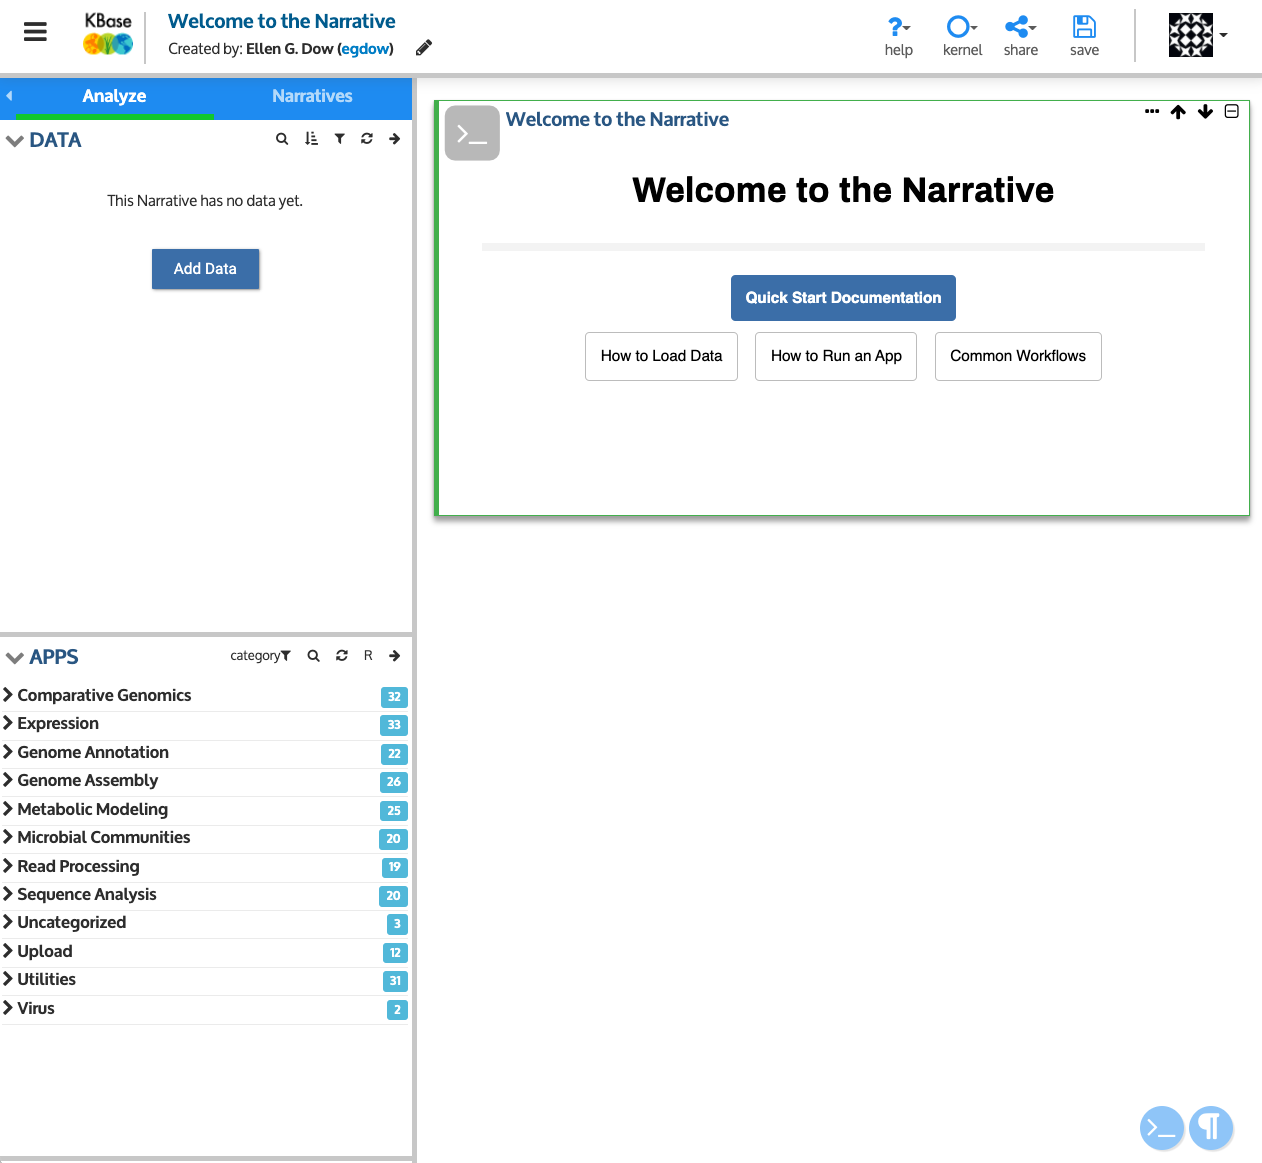 KBase
Welcome to the Narrative
Created by: Ellen G. Dow (egdow)
help
kernel
share
save
Analyze
Narratives
DATA
This Narrative has no data yet.
Add Data
Welcome to the Narrative
Welcome to the Narrative
Quick Start Documentation
How to Load Data
How to Run an App
Common Workflows
APPS
category
R
Comparative Genomics 32
Expression 33
Genome Annotation 22
Genome Assembly 26
Metabolic Modeling 25
Microbial Communities 20
Read Processing 19
Sequence Analysis 20
Uncategorized 3
Upload 12
Utilities 31
Virus 2